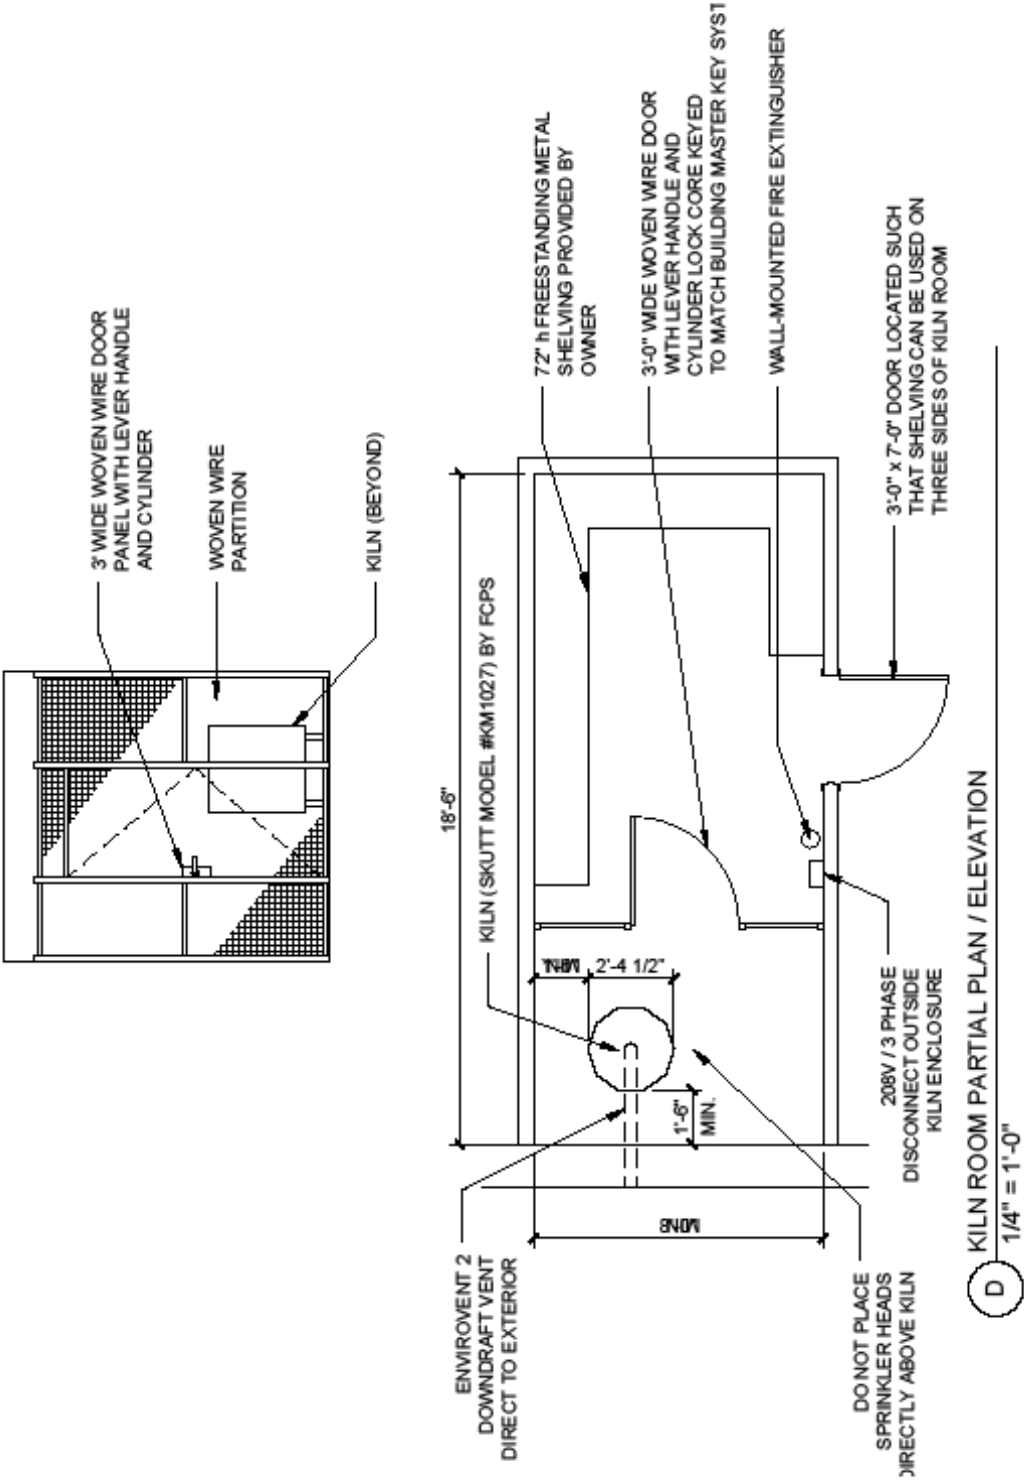 3' WIDE WOVEN WIRE DOOR
PANEL WITH LEVER HANDLE
AND CYLINDER
WOVEN WIRE
PARTITION
KILN (BEYOND)
18'-6"
KILN (SKUTT MODEL #KM1027) BY FCPS
72" h FREESTANDING METAL
SHELVING PROVIDED BY
OWNER
3'-0" WIDE WOVEN WIRE DOOR
WITH LEVER HANDLE AND
CYLINDER LOCK CORE KEYED
TO MATCH BUILDING MASTER KEY SYST
WALL-MOUNTED FIRE EXTINGUISHER
3'-0" x 7'-0" DOOR LOCATED SUCH
THAT SHELVING CAN BE USED ON
THREE SIDES OF KILN ROOM
2'-4 1/2"
1'-6"
MIN.
ENVIROVENT 2
DOWNDRAFT VENT
DIRECT TO EXTERIOR
DO NOT PLACE
SPRINKLER HEADS
DIRECTLY ABOVE KILN
208V / 3 PHASE
DISCONNECT OUTSIDE
KILN ENCLOSURE
D
KILN ROOM PARTIAL PLAN / ELEVATION
1/4" = 1'-0"